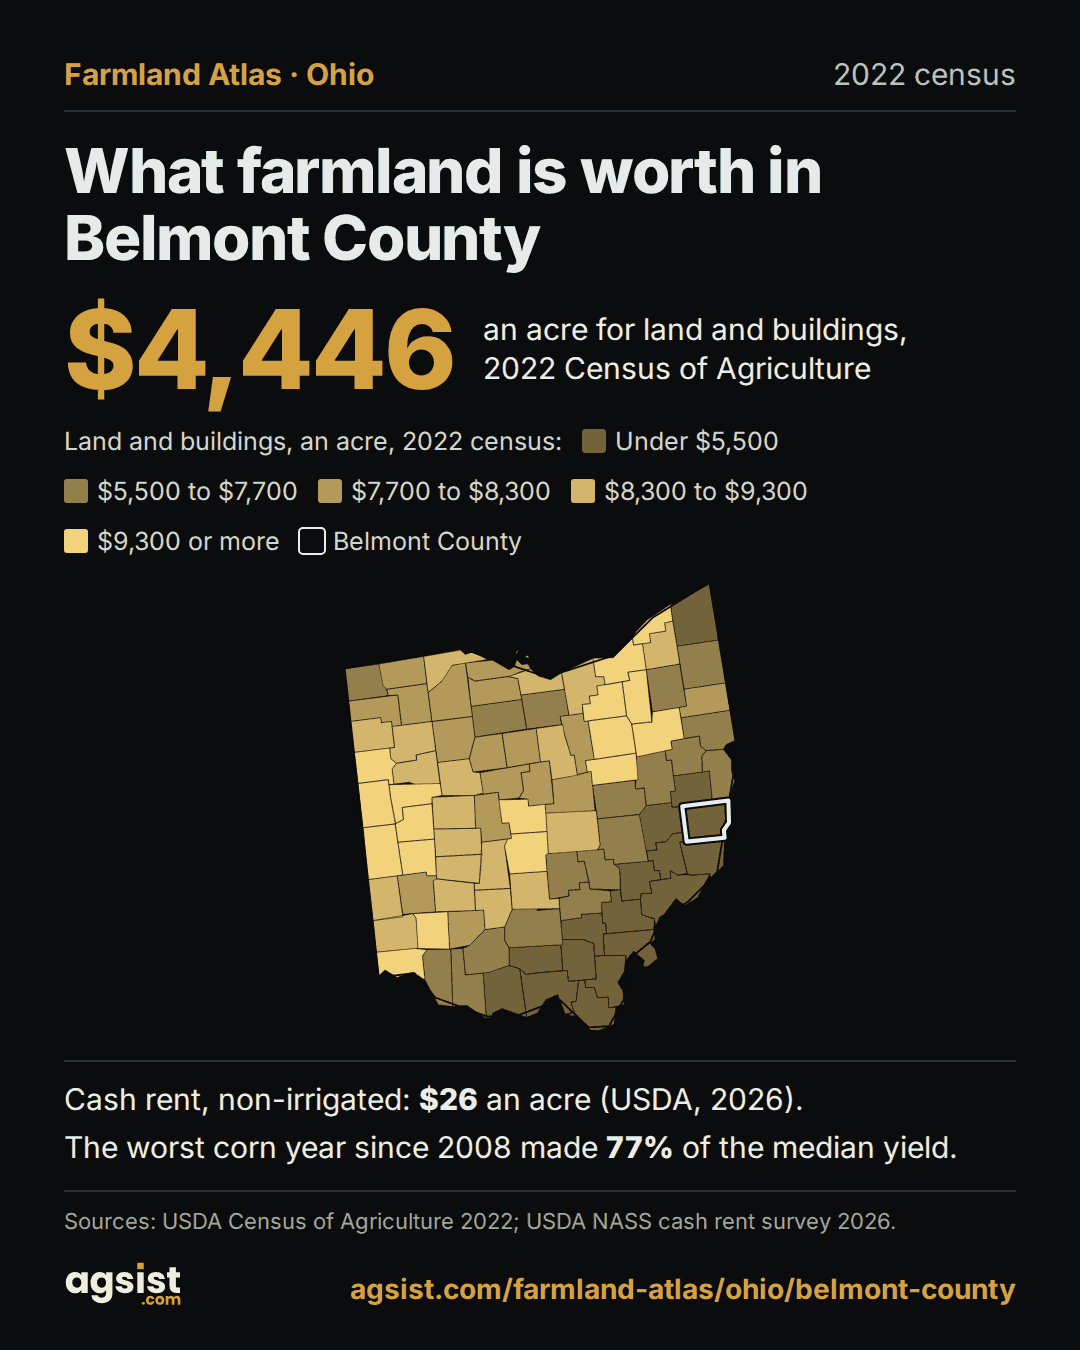 Farmland Atlas · Ohio
2022 census
What farmland is worth in
Belmont County
$4,446
an acre for land and buildings,
2022 Census of Agriculture
Land and buildings, an acre, 2022 census: Under $5,500
$5,500 to $7,700 $7,700 to $8,300 $8,300 to $9,300
$9,300 or more Belmont County
Cash rent, non-irrigated: $26 an acre (USDA, 2026).
The worst corn year since 2008 made 77% of the median yield.
Sources: USDA Census of Agriculture 2022; USDA NASS cash rent survey 2026.
agsist
.com
agsist.com/farmland-atlas/ohio/belmont-county